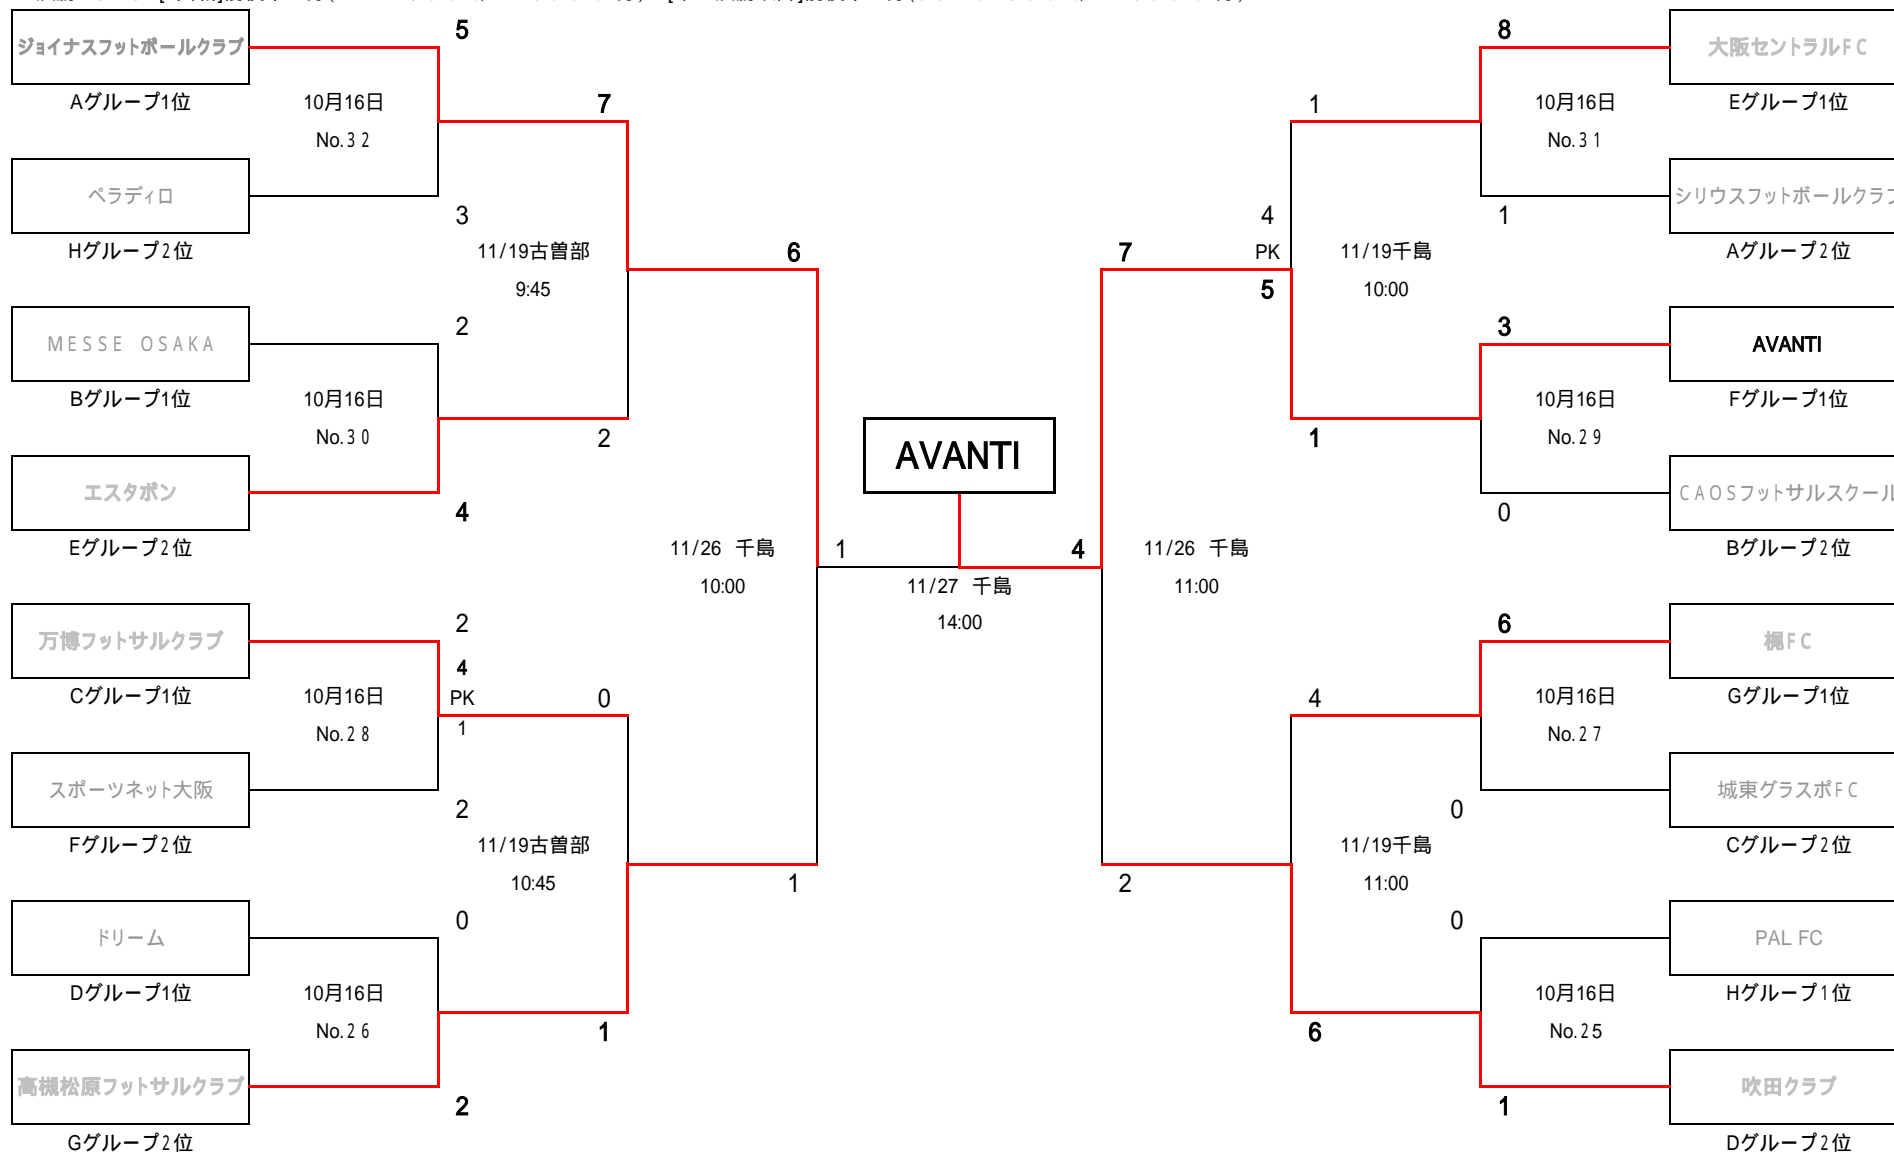 ジョイナスフットボールクラブ
Aグループ1位
10月16日
No.32
5
ペラディロ
Hグループ2位
3
7
11/19古曽部
9:45
MESSE OSAKA
Bグループ1位
2
10月16日
No.30
エスタボン
Eグループ2位
4
2
6
11/26 千島
10:00
万博フットサルクラブ
Cグループ1位
2
4
PK
1
10月16日
No.28
スポーツネット大阪
Fグループ2位
2
0
11/19古曽部
10:45
ドリーム
Dグループ1位
0
10月16日
No.26
高槻松原フットサルクラブ
Gグループ2位
2
1
1
AVANTI
1
4
11/27 千島
14:00
8
大阪セントラルFC
Eグループ1位
10月16日
No.31
1
シリウスフットボールクラブ
Aグループ2位
1
4
PK
5
11/19千島
10:00
7
3
AVANTI
Fグループ1位
10月16日
No.29
1
0
CAOSフットサルスクール
Bグループ2位
11/26 千島
11:00
6
梶FC
Gグループ1位
10月16日
No.27
4
0
城東グラスポFC
Cグループ2位
11/19千島
11:00
2
0
PAL FC
Hグループ1位
10月16日
No.25
6
1
吹田クラブ
Dグループ2位